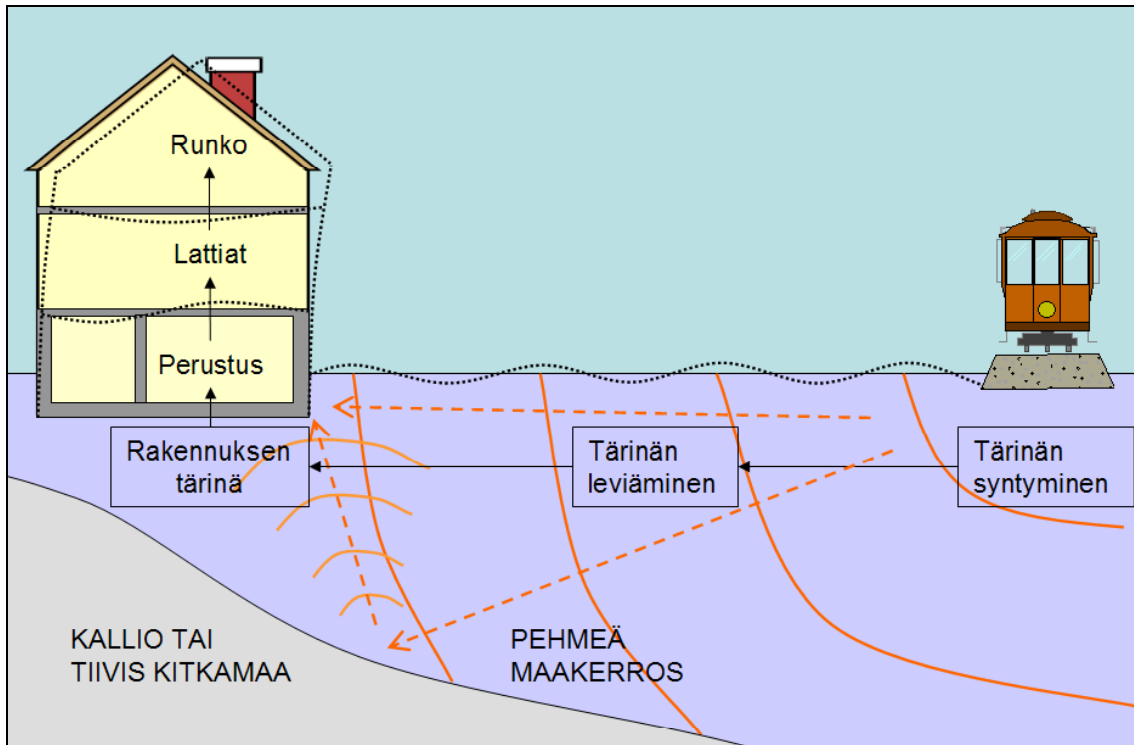 Runko
Lattiat
Perustus
Rakennuksen
tärinä
Tärinän
leviäminen
Tärinän
syntyminen
KALLIO TAI
TIIVIS KITKAMAA
PEHMEÄ
MAAKERROS